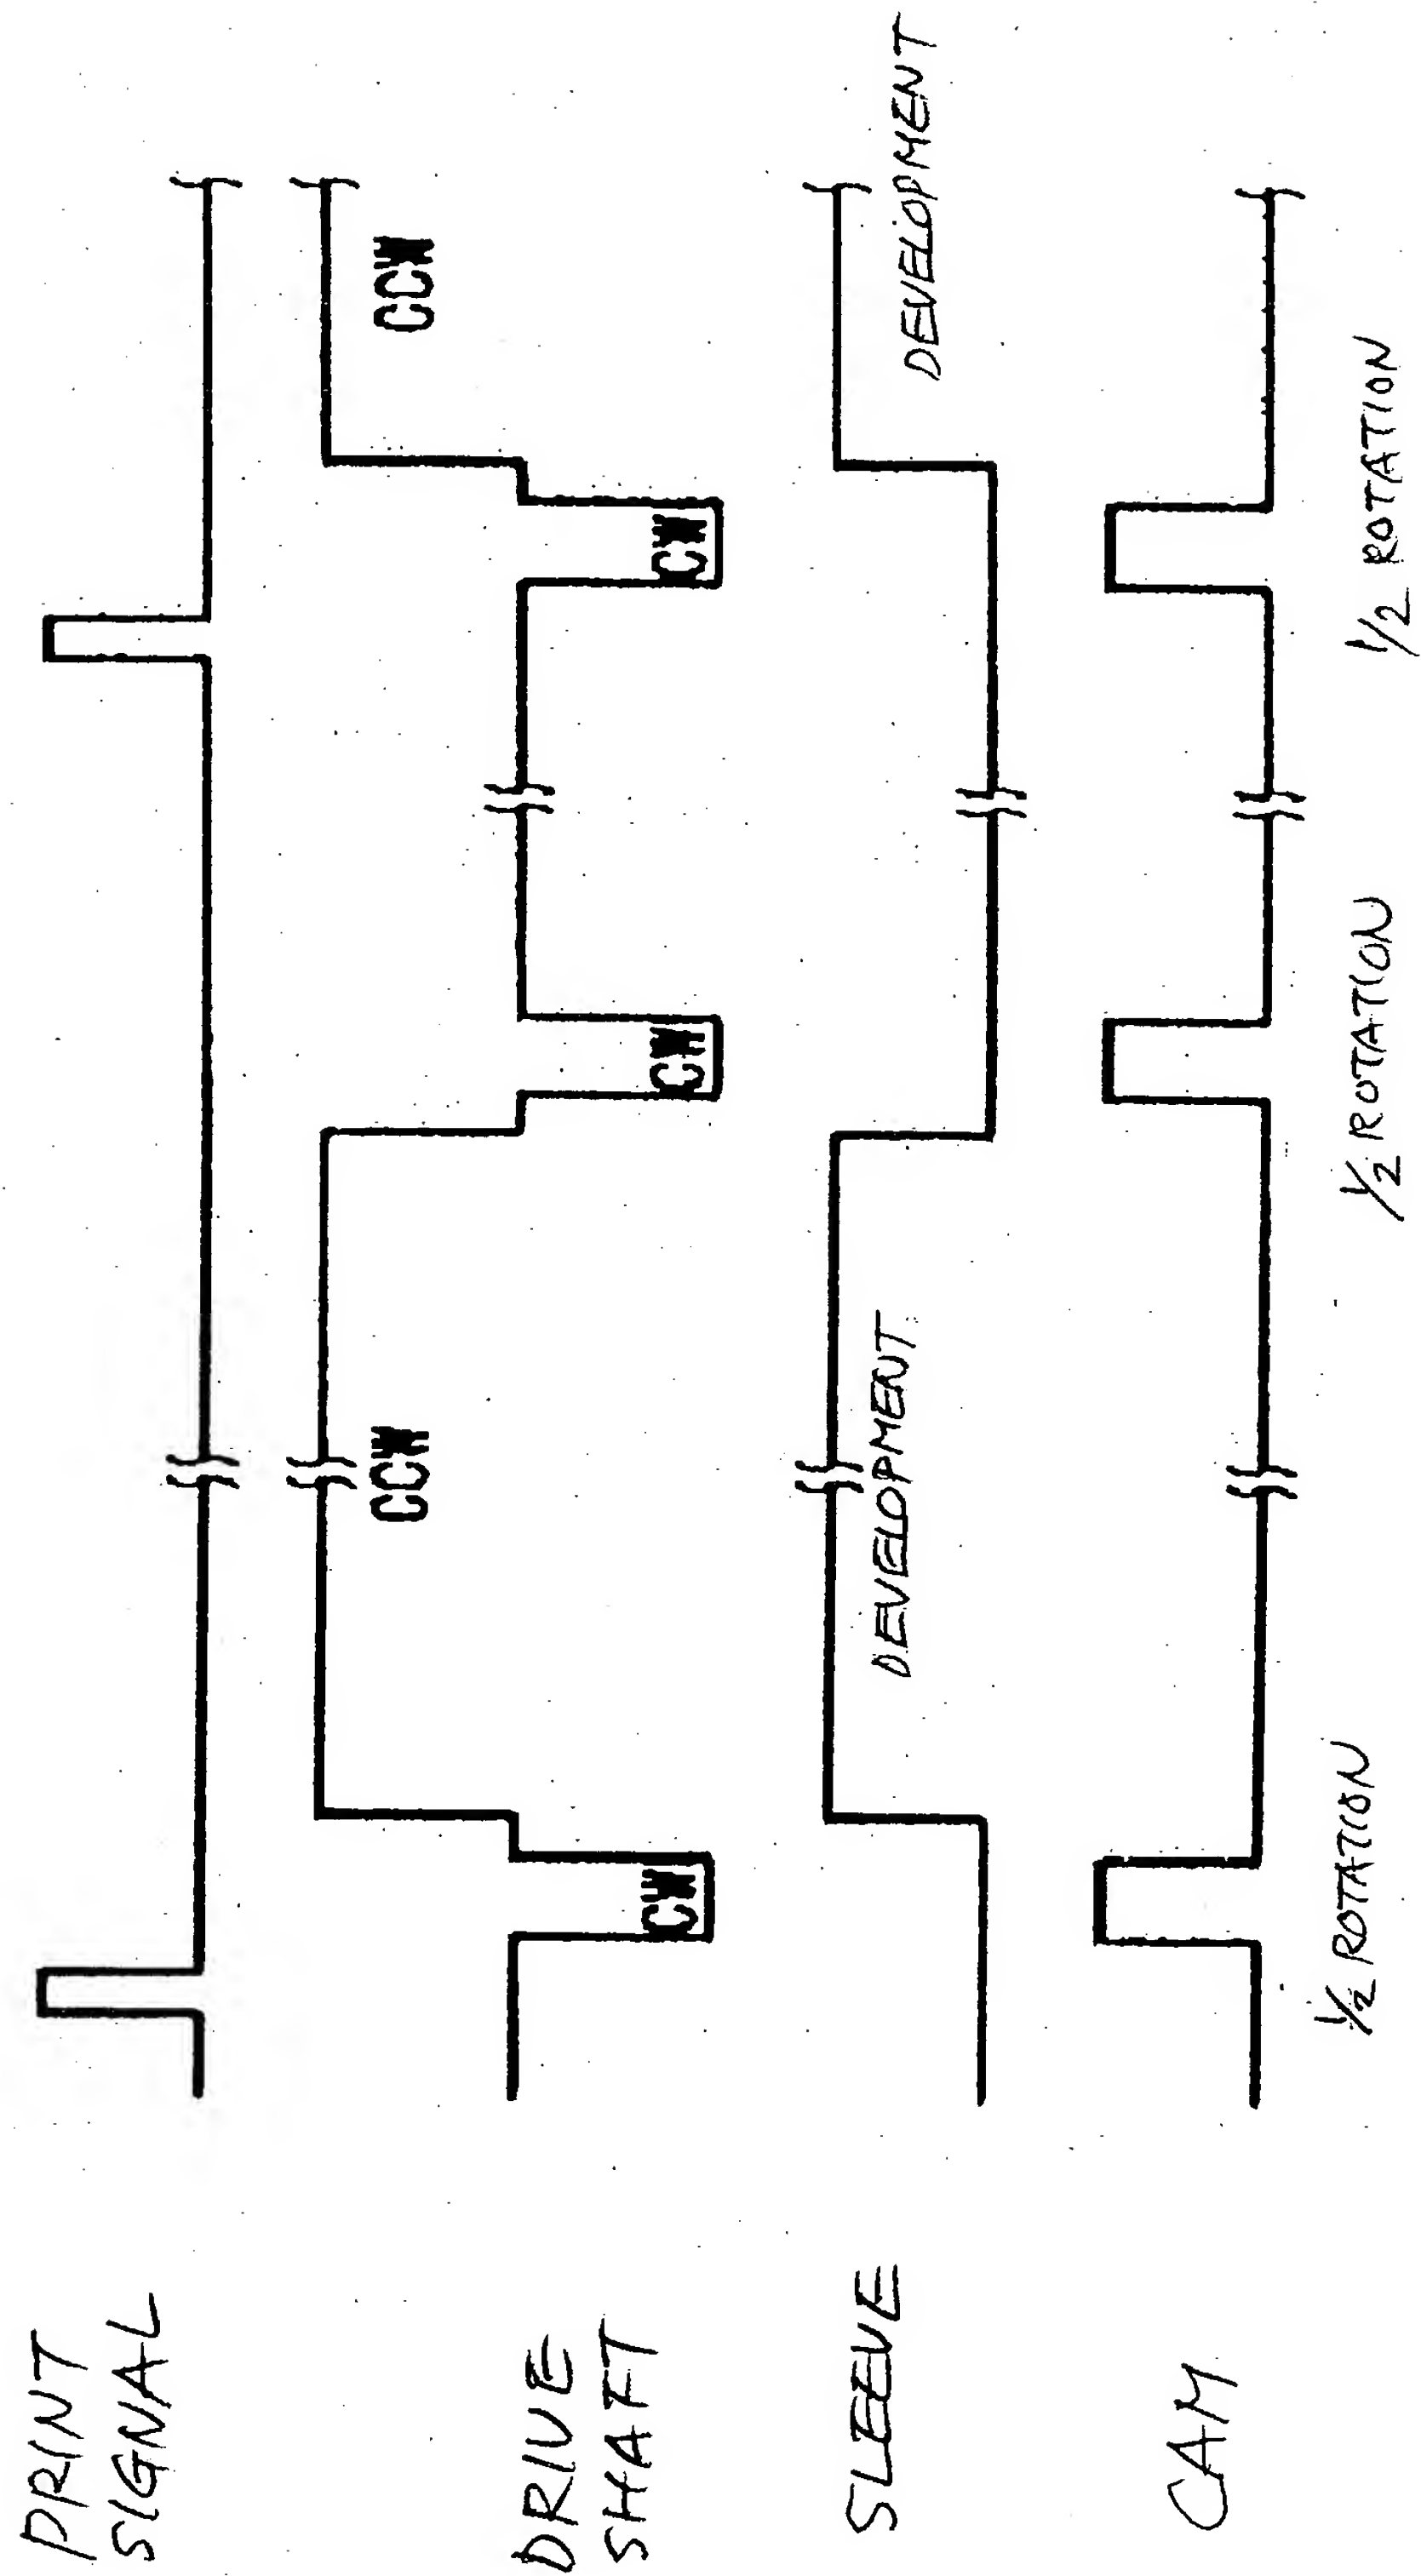 PRINT
SIGNAL
CCW
CCW
DRIVE
SHAFT
CW
CW
CW
SLEEVE
DEVELOPMENT
DEVELOPMENT
CAM
1/2 ROTATION
1/2 ROTATION
1/2 ROTATION